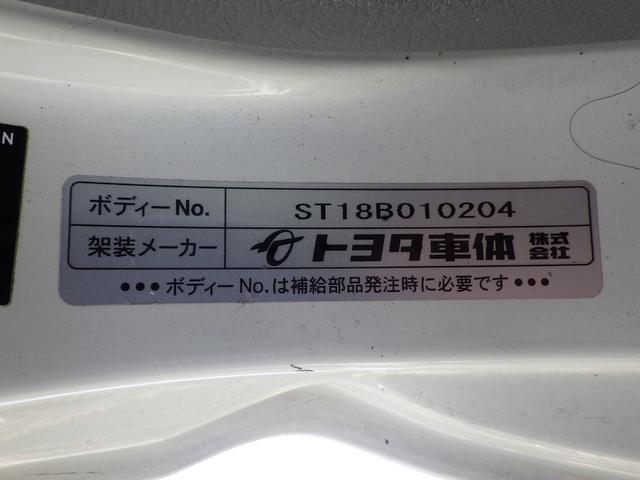 N
ボディーNo. ST18B010204
架装メーカー トヨタ車体 株式会社
●●●ボディーNo.は補給部品発注時に必要です●●●